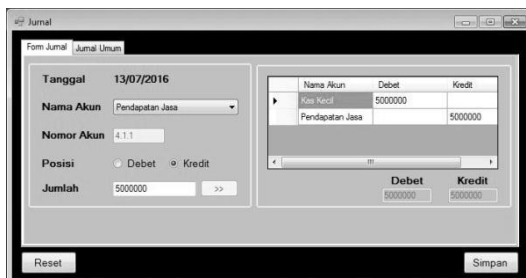 Jurnal
Form Jurnal Jurnal Umum
Tanggal 13/07/2016
Nama Akun Pendapatan Jasa
Nomor Akun 4.1.1
Posisi Debet Kredit
Jumlah 5000000 >>
Nama Akun Debet Kredit
Kas Kecil 5000000
Pendapatan Jasa 5000000
Debet Kredit
5000000 5000000
Reset Simpan